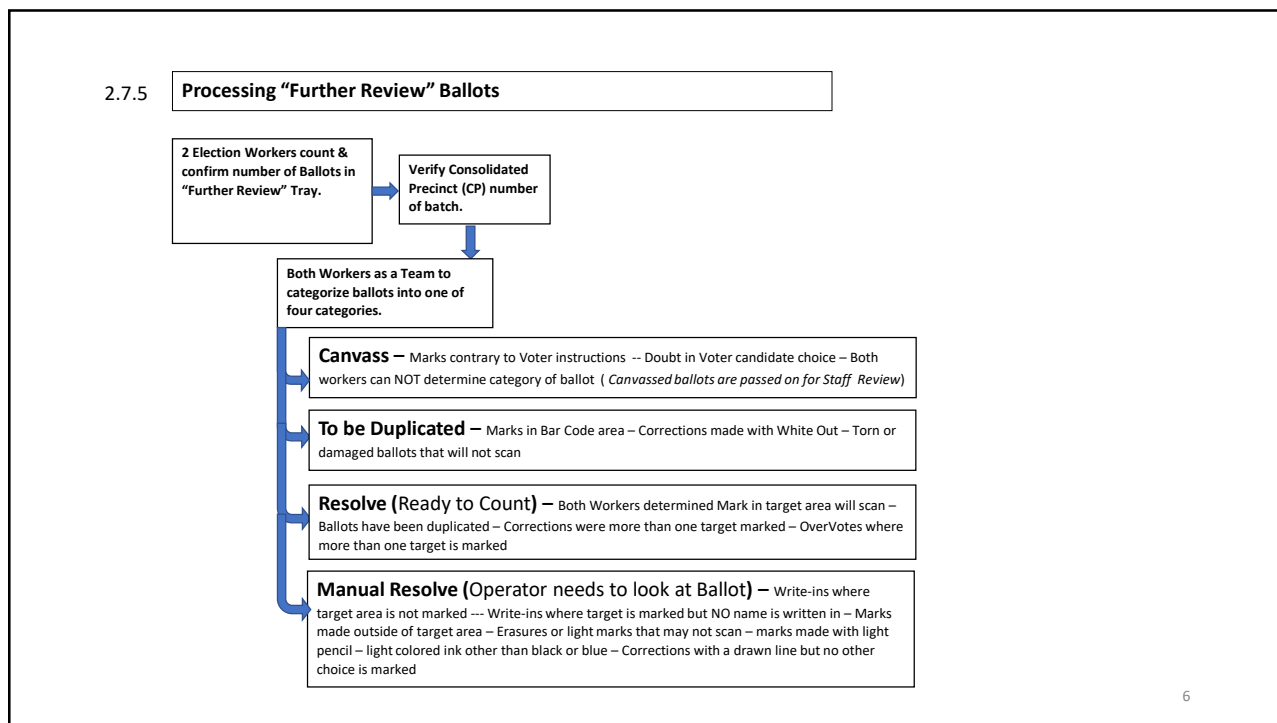 2.7.5
Processing “Further Review” Ballots
2 Election Workers count &
confirm number of Ballots in
“Further Review” Tray.
Verify Consolidated
Precinct (CP) number
of batch.
Both Workers as a Team to
categorize ballots into one of
four categories.
Canvass – Marks contrary to Voter instructions -- Doubt in Voter candidate choice – Both
workers can NOT determine category of ballot ( Canvassed ballots are passed on for Staff Review)
To be Duplicated – Marks in Bar Code area – Corrections made with White Out – Torn or
damaged ballots that will not scan
Resolve (Ready to Count) – Both Workers determined Mark in target area will scan –
Ballots have been duplicated – Corrections were more than one target marked – OverVotes where
more than one target is marked
Manual Resolve (Operator needs to look at Ballot) – Write-ins where
target area is not marked --- Write-ins where target is marked but NO name is written in – Marks
made outside of target area – Erasures or light marks that may not scan – marks made with light
pencil – light colored ink other than black or blue – Corrections with a drawn line but no other
choice is marked
6